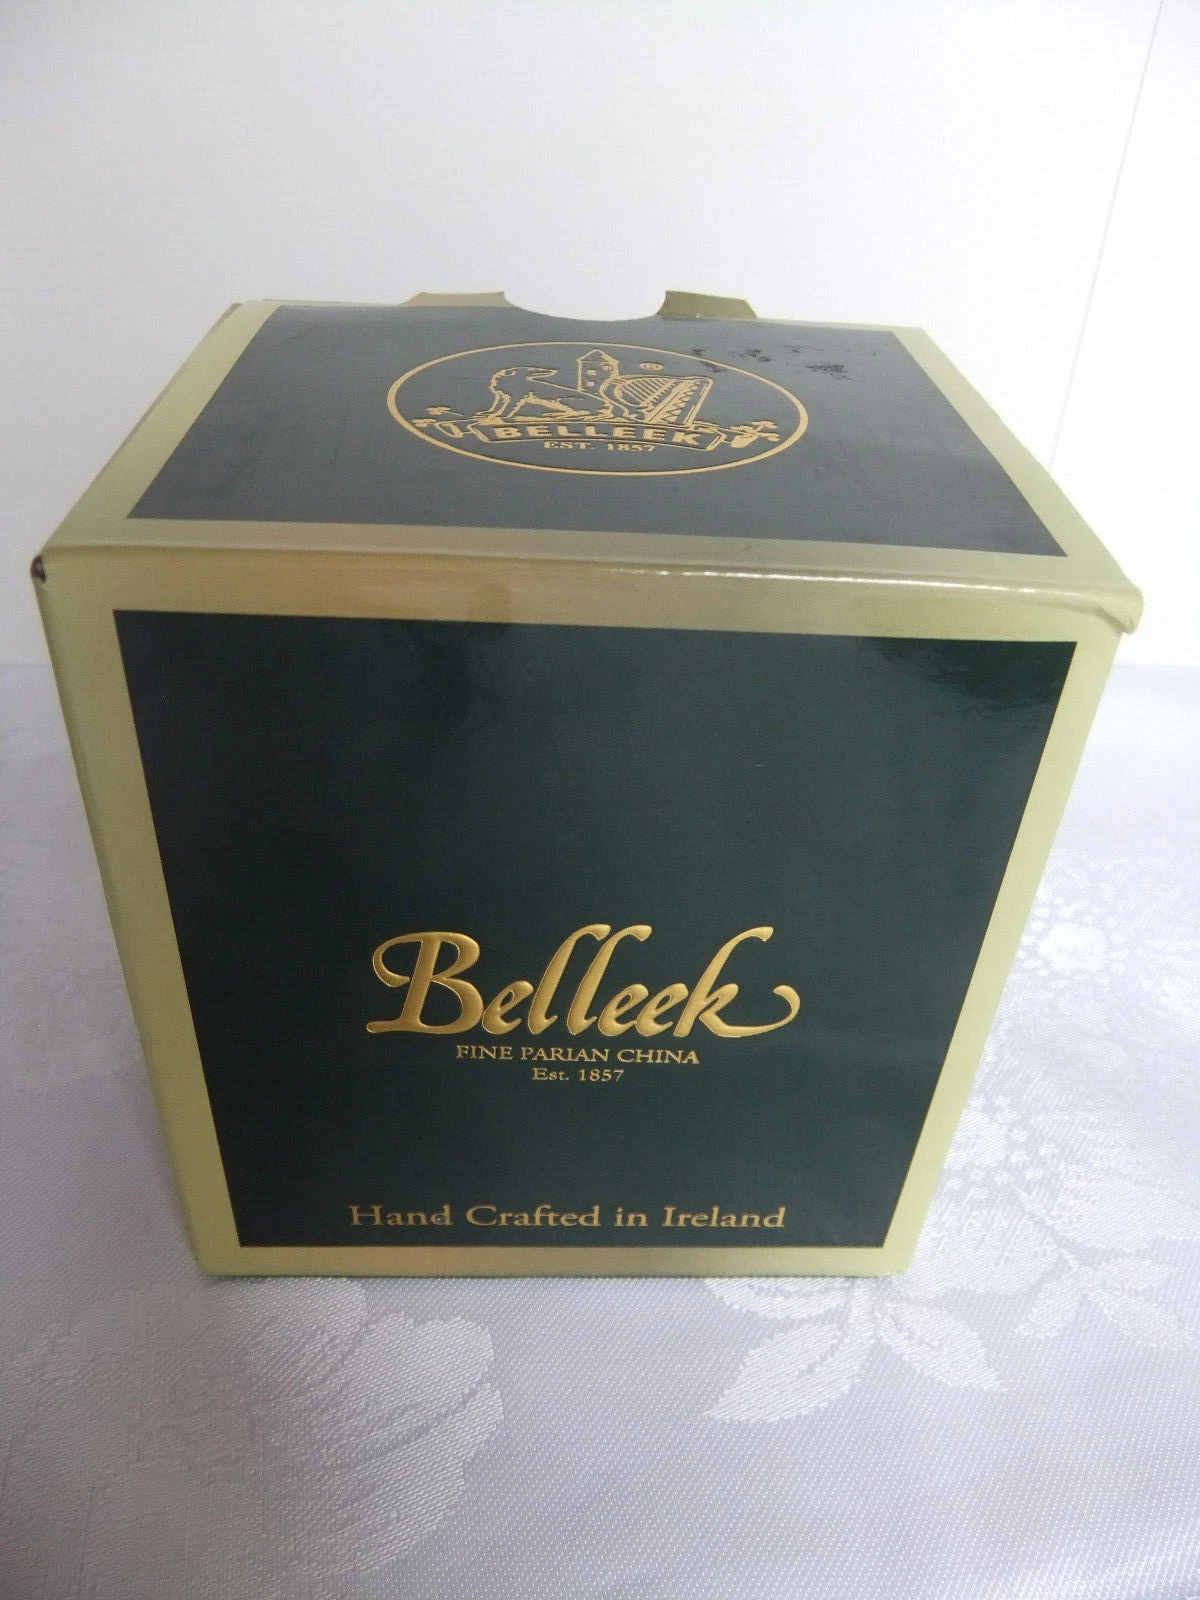 ®
BELLEEK
EST. 1857
Belleek
FINE PARIAN CHINA
Est. 1857
Hand Crafted in Ireland